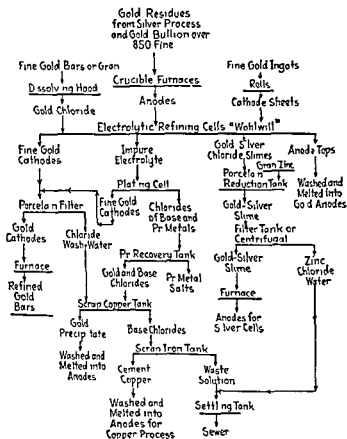 Gold Residues
from Silver Process
and Gold Bullion over
850 Fine
Fine Gold Bars or Gran
Crucible Furnaces
Fine Gold Ingots
Dissolving Hood
Rolls
Gold Chloride
Anodes
Cathode Sheets
Electrolytic Refining Cells "Wohlwill"
Fine Gold
Cathodes
Impure
Electrolyte
Gold Silver
Chloride Slimes
Anode Tops
Gran Zinc
Plating Cell
Porcelain
Reduction Tank
Washed and
Melted into
Gold Anodes
Porcelain Filter
Fine Gold
Cathodes
Chlorides
of Base and
Pr Metals
Gold-Silver
Slime
Gold
Cathodes
Chloride
Wash-Water
Filter Tank or
Centrifugal
Pr Recovery Tank
Furnace
Gold and Base
Chlorides
Pr Metal
Salts
Gold-Silver
Slime
Zinc
Chloride
Water
Refined
Gold
Bars
Scrap Copper Tank
Furnace
Gold
Precipitate
Base Chlorides
Anodes for
Silver Cells
Washed and
Melted into
Anodes
Scran Iron Tank
Cement
Copper
Waste
Solution
Washed and
Melted into
Anodes for
Copper Process
Settling Tank
Sewer